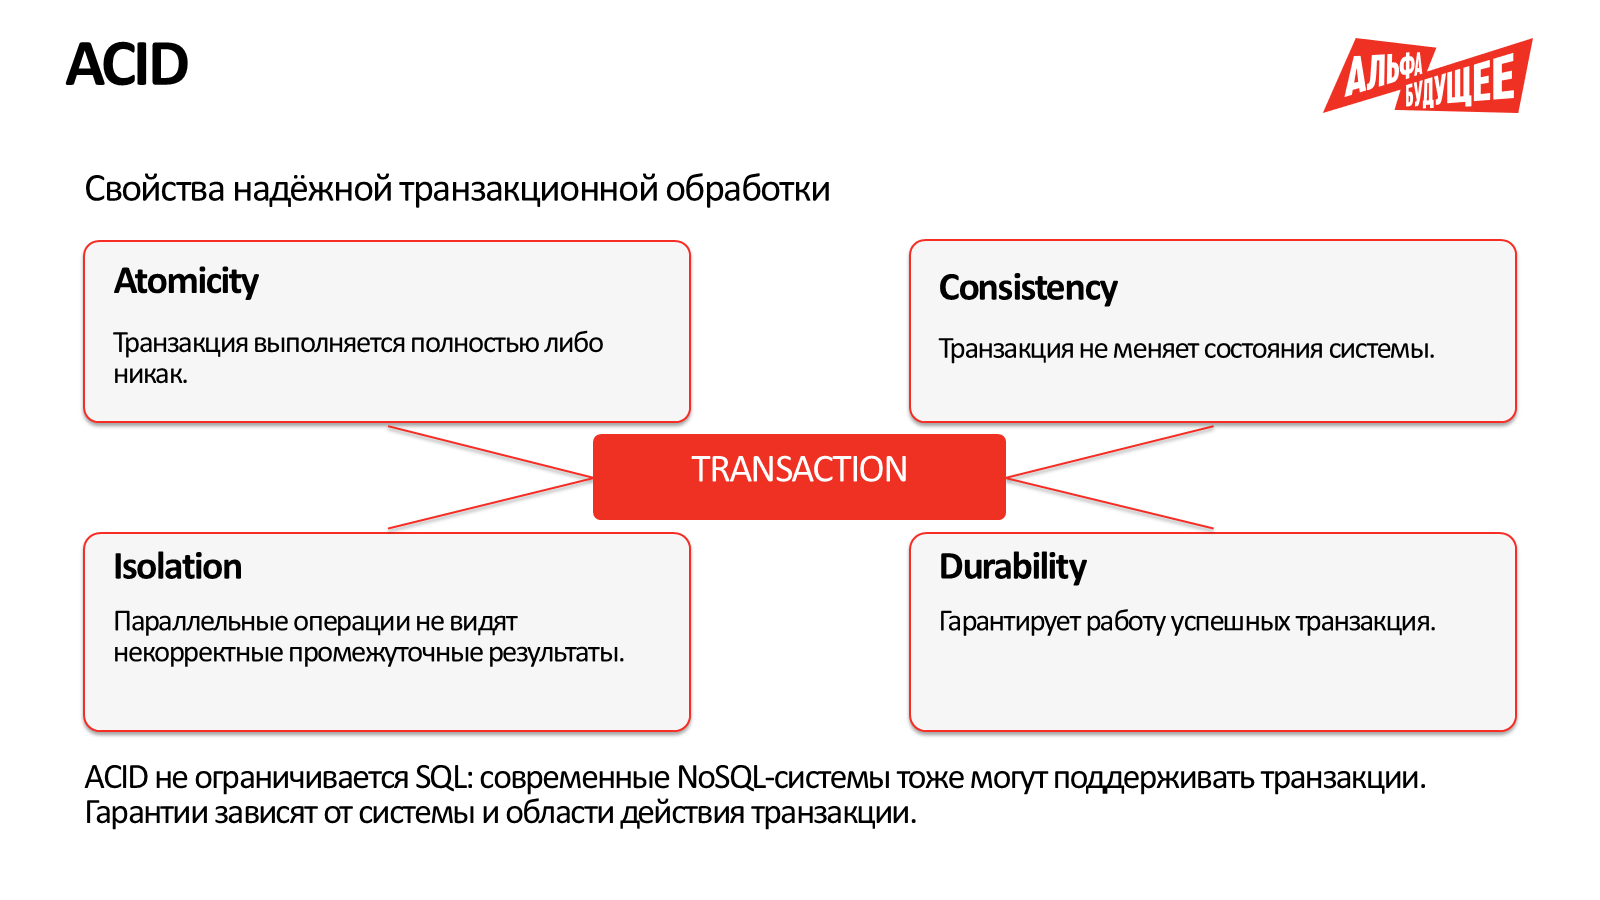 ACID
АЛЬФА
БУДУЩЕЕ
Свойства надёжной транзакционной обработки
Atomicity
Транзакция выполняется полностью либо
никак.
Consistency
Транзакция не меняет состояния системы.
TRANSACTION
Isolation
Параллельные операции не видят
некорректные промежуточные результаты.
Durability
Гарантирует работу успешных транзакция.
ACID не ограничивается SQL: современные NoSQL-системы тоже могут поддерживать транзакции.
Гарантии зависят от системы и области действия транзакции.